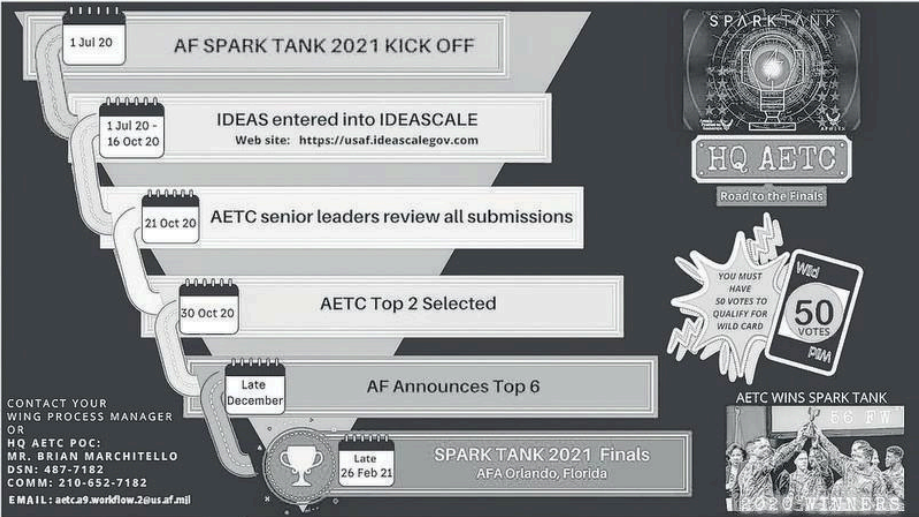 1 Jul 20
AF SPARK TANK 2021 KICK OFF
1 Jul 20 -
16 Oct 20
IDEAS entered into IDEASCALE
Web site: https://usaf.ideascalegov.com
21 Oct 20
AETC senior leaders review all submissions
30 Oct 20
AETC Top 2 Selected
Late
December
AF Announces Top 6
Late
26 Feb 21
SPARK TANK 2021 Finals
AFA Orlando, Florida
CONTACT YOUR
WING PROCESS MANAGER
OR
HQ AETC POC:
MR. BRIAN MARCHITELLO
DSN: 487-7182
COMM: 210-652-7182
EMAIL: aetc.a9.workflow.2@us.af.mil
SPARKTANK
HQ AETC
Road to the Finals
YOU MUST
HAVE
50 VOTES TO
QUALIFY FOR
WILD CARD
Wild
50
VOTES
Wild
AETC WINS SPARK TANK
56 FW
2020 WINNERS